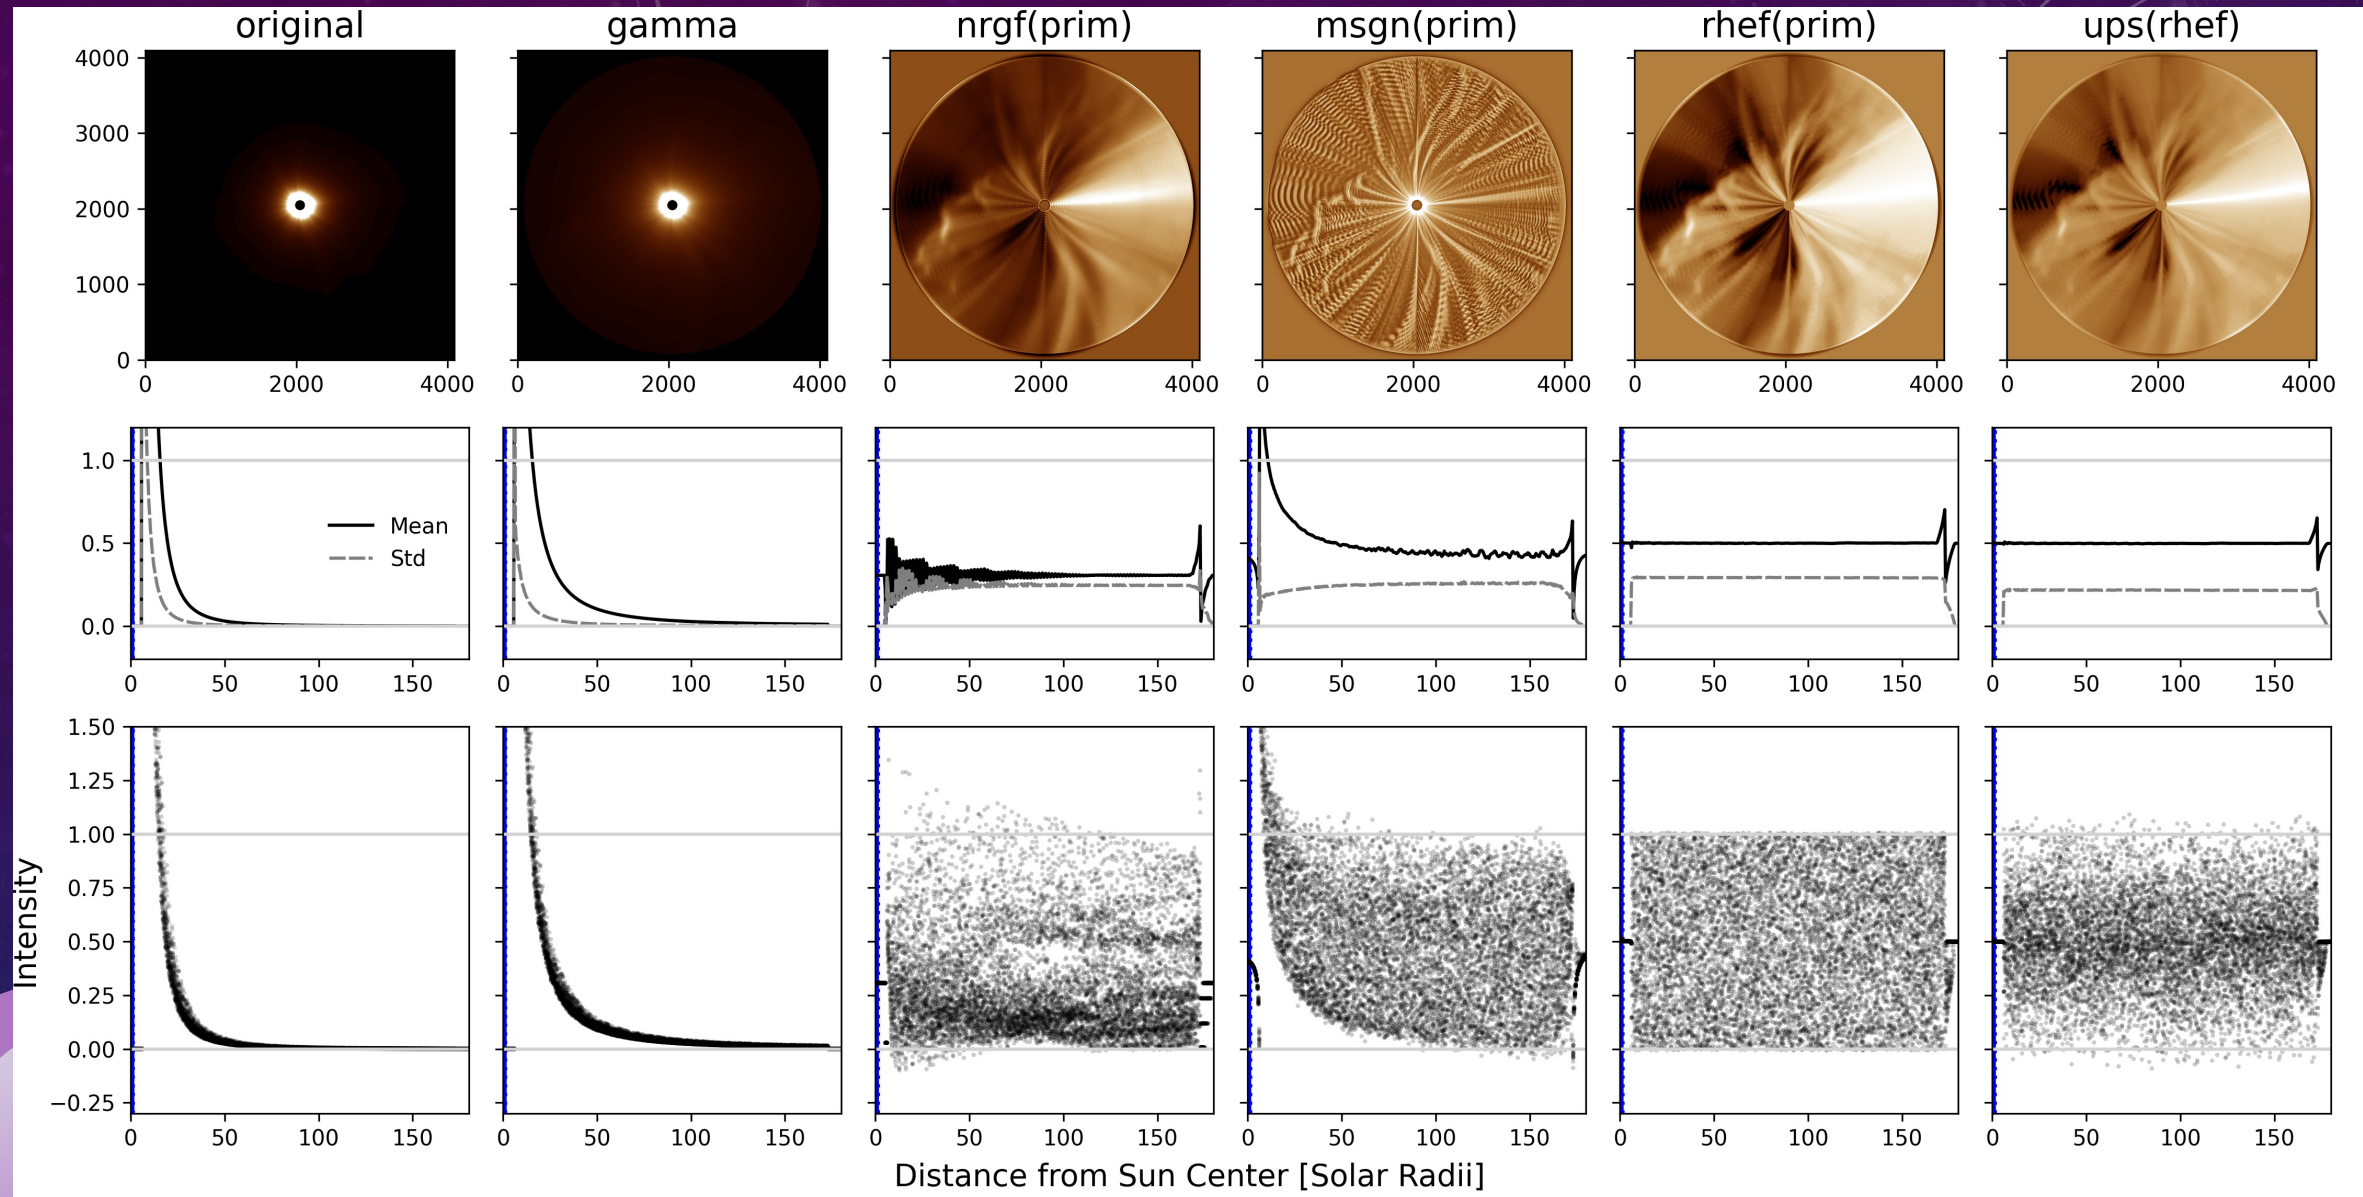 original gamma nrgf(prim) msgn(prim) rhef(prim) ups(rhef)
4000
3000
2000
1000
0
0 2000 4000 0 2000 4000 0 2000 4000 0 2000 4000 0 2000 4000 0 2000 4000
1.0
Mean
0.5
Std
0.0
0 50 100 150 0 50 100 150 0 50 100 150 0 50 100 150 0 50 100 150 0 50 100 150
1.50
1.25
1.00
0.75
0.50
0.25
0.00
−0.25
Intensity
0 50 100 150 0 50 100 150 0 50 100 150 0 50 100 150 0 50 100 150 0 50 100 150
Distance from Sun Center [Solar Radii]